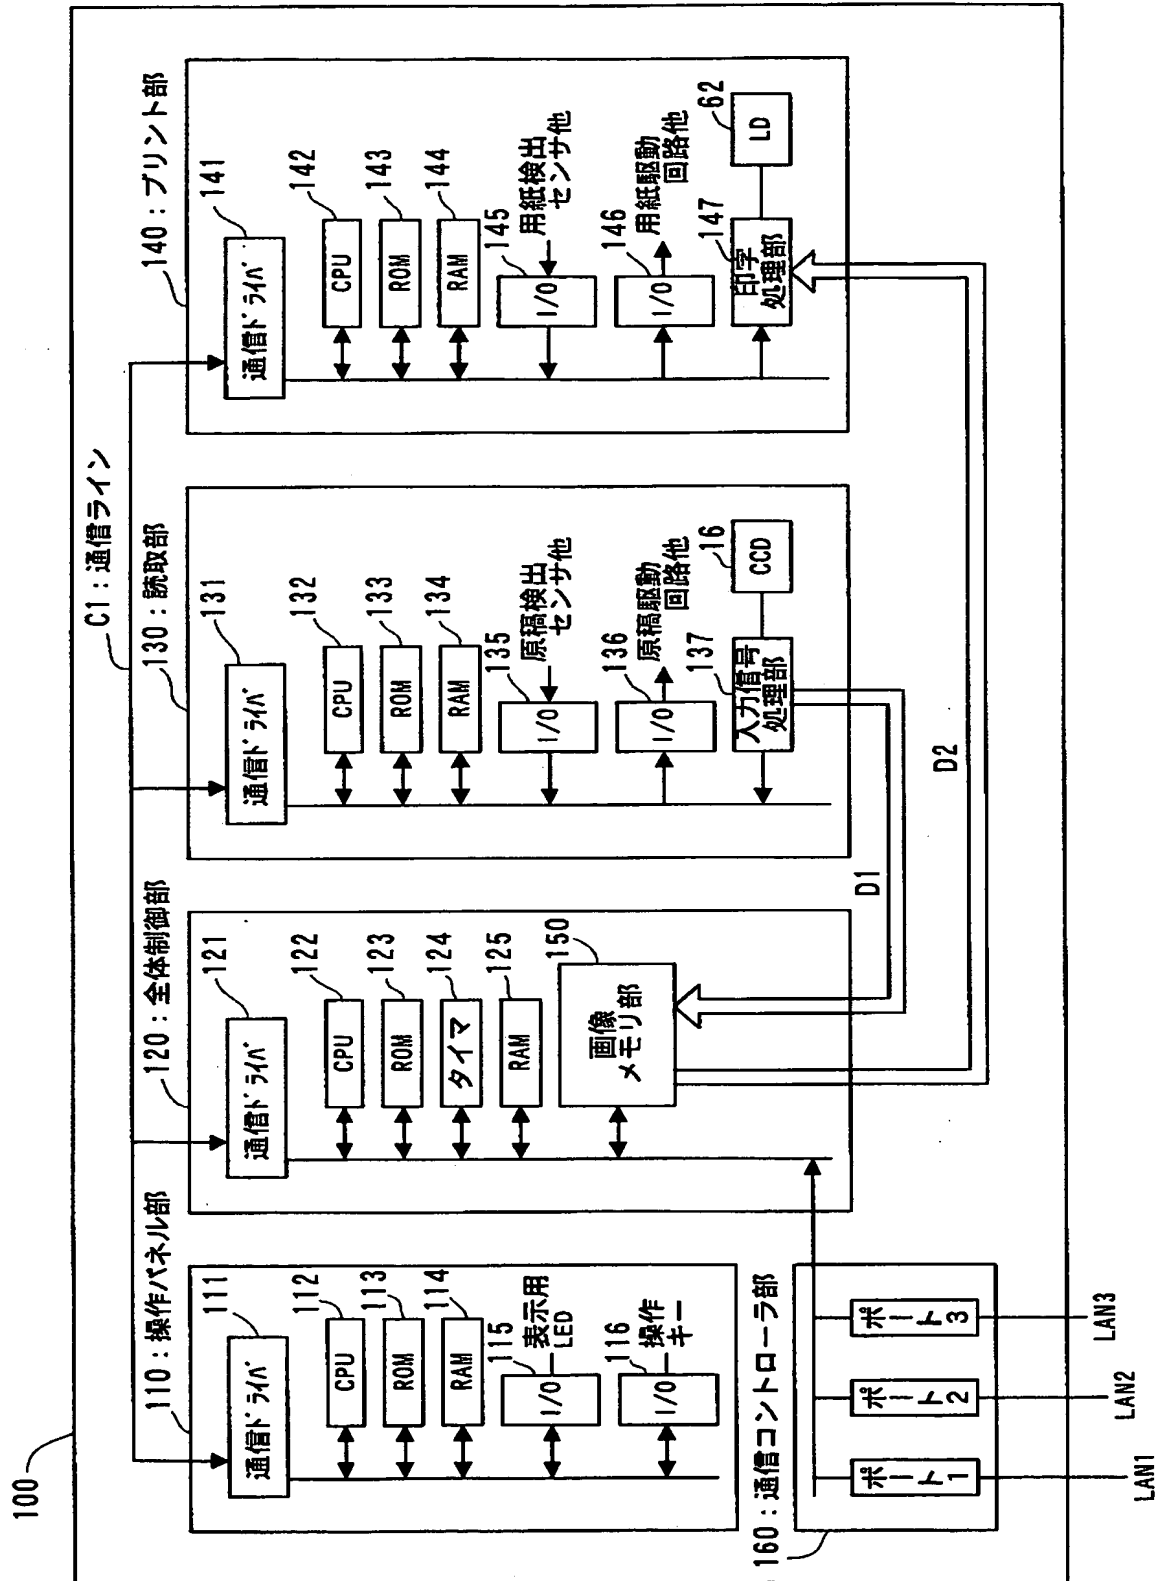 100
C1：通信ライン
110：操作パネル部
111
通信ドライバ
112
CPU
113
ROM
114
RAM
115
I/O
表示用
LED
116
I/O
操作
キー
120：全体制御部
121
通信ドライバ
122
CPU
123
ROM
124
タイマ
125
RAM
150
画像
メモリ部
130：読取部
131
通信ドライバ
132
CPU
133
ROM
134
RAM
135
I/O
原稿検出
センサ他
136
I/O
原稿駆動
回路他
137
入力信号
処理部
16
CCD
140：プリント部
141
通信ドライバ
142
CPU
143
ROM
144
RAM
145
I/O
用紙検出
センサ他
146
I/O
用紙駆動
回路他
147
印字
処理部
62
LD
D1
D2
160：通信コントローラ部
ポート1
ポート2
ポート3
LAN1
LAN2
LAN3